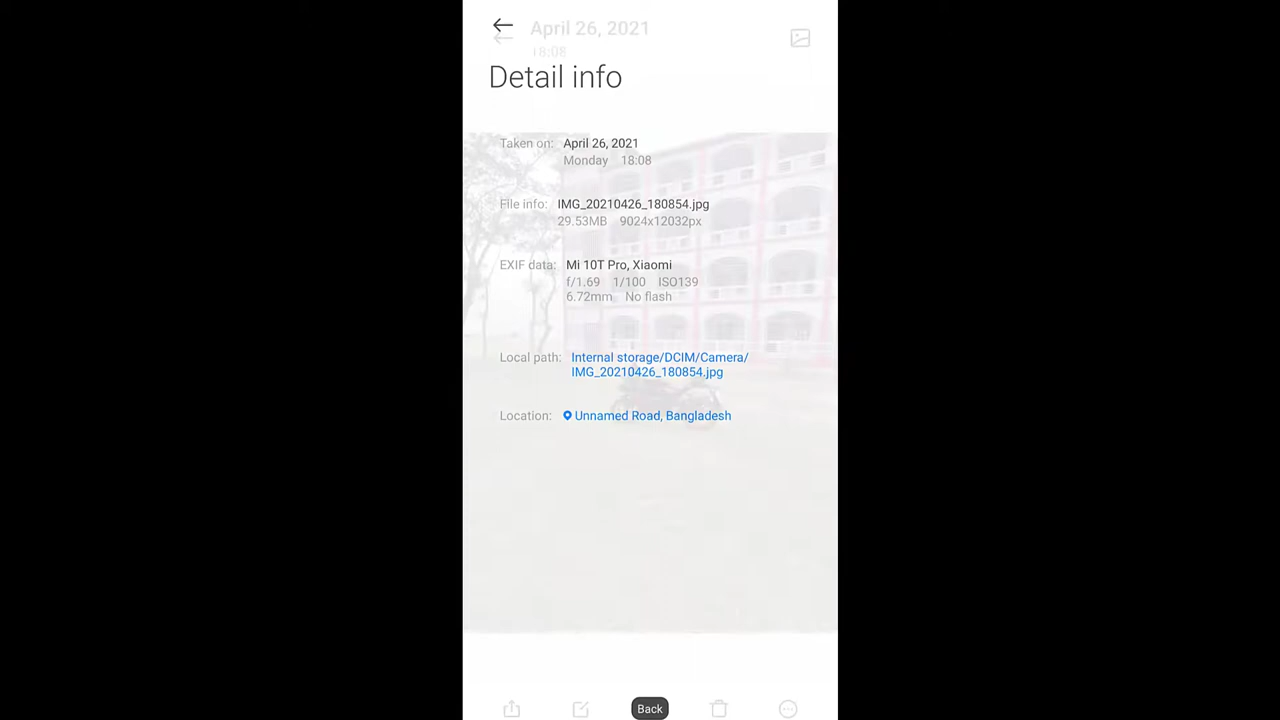 April 26, 2021
18:08
Detail info
Taken on: April 26, 2021
Monday 18:08
File info: IMG_20210426_180854.jpg
29.53MB 9024x12032px
EXIF data: Mi 10T Pro, Xiaomi
f/1.69 1/100 ISO139
6.72mm No flash
Local path: Internal storage/DCIM/Camera/
IMG_20210426_180854.jpg
Location: Unnamed Road, Bangladesh
Back